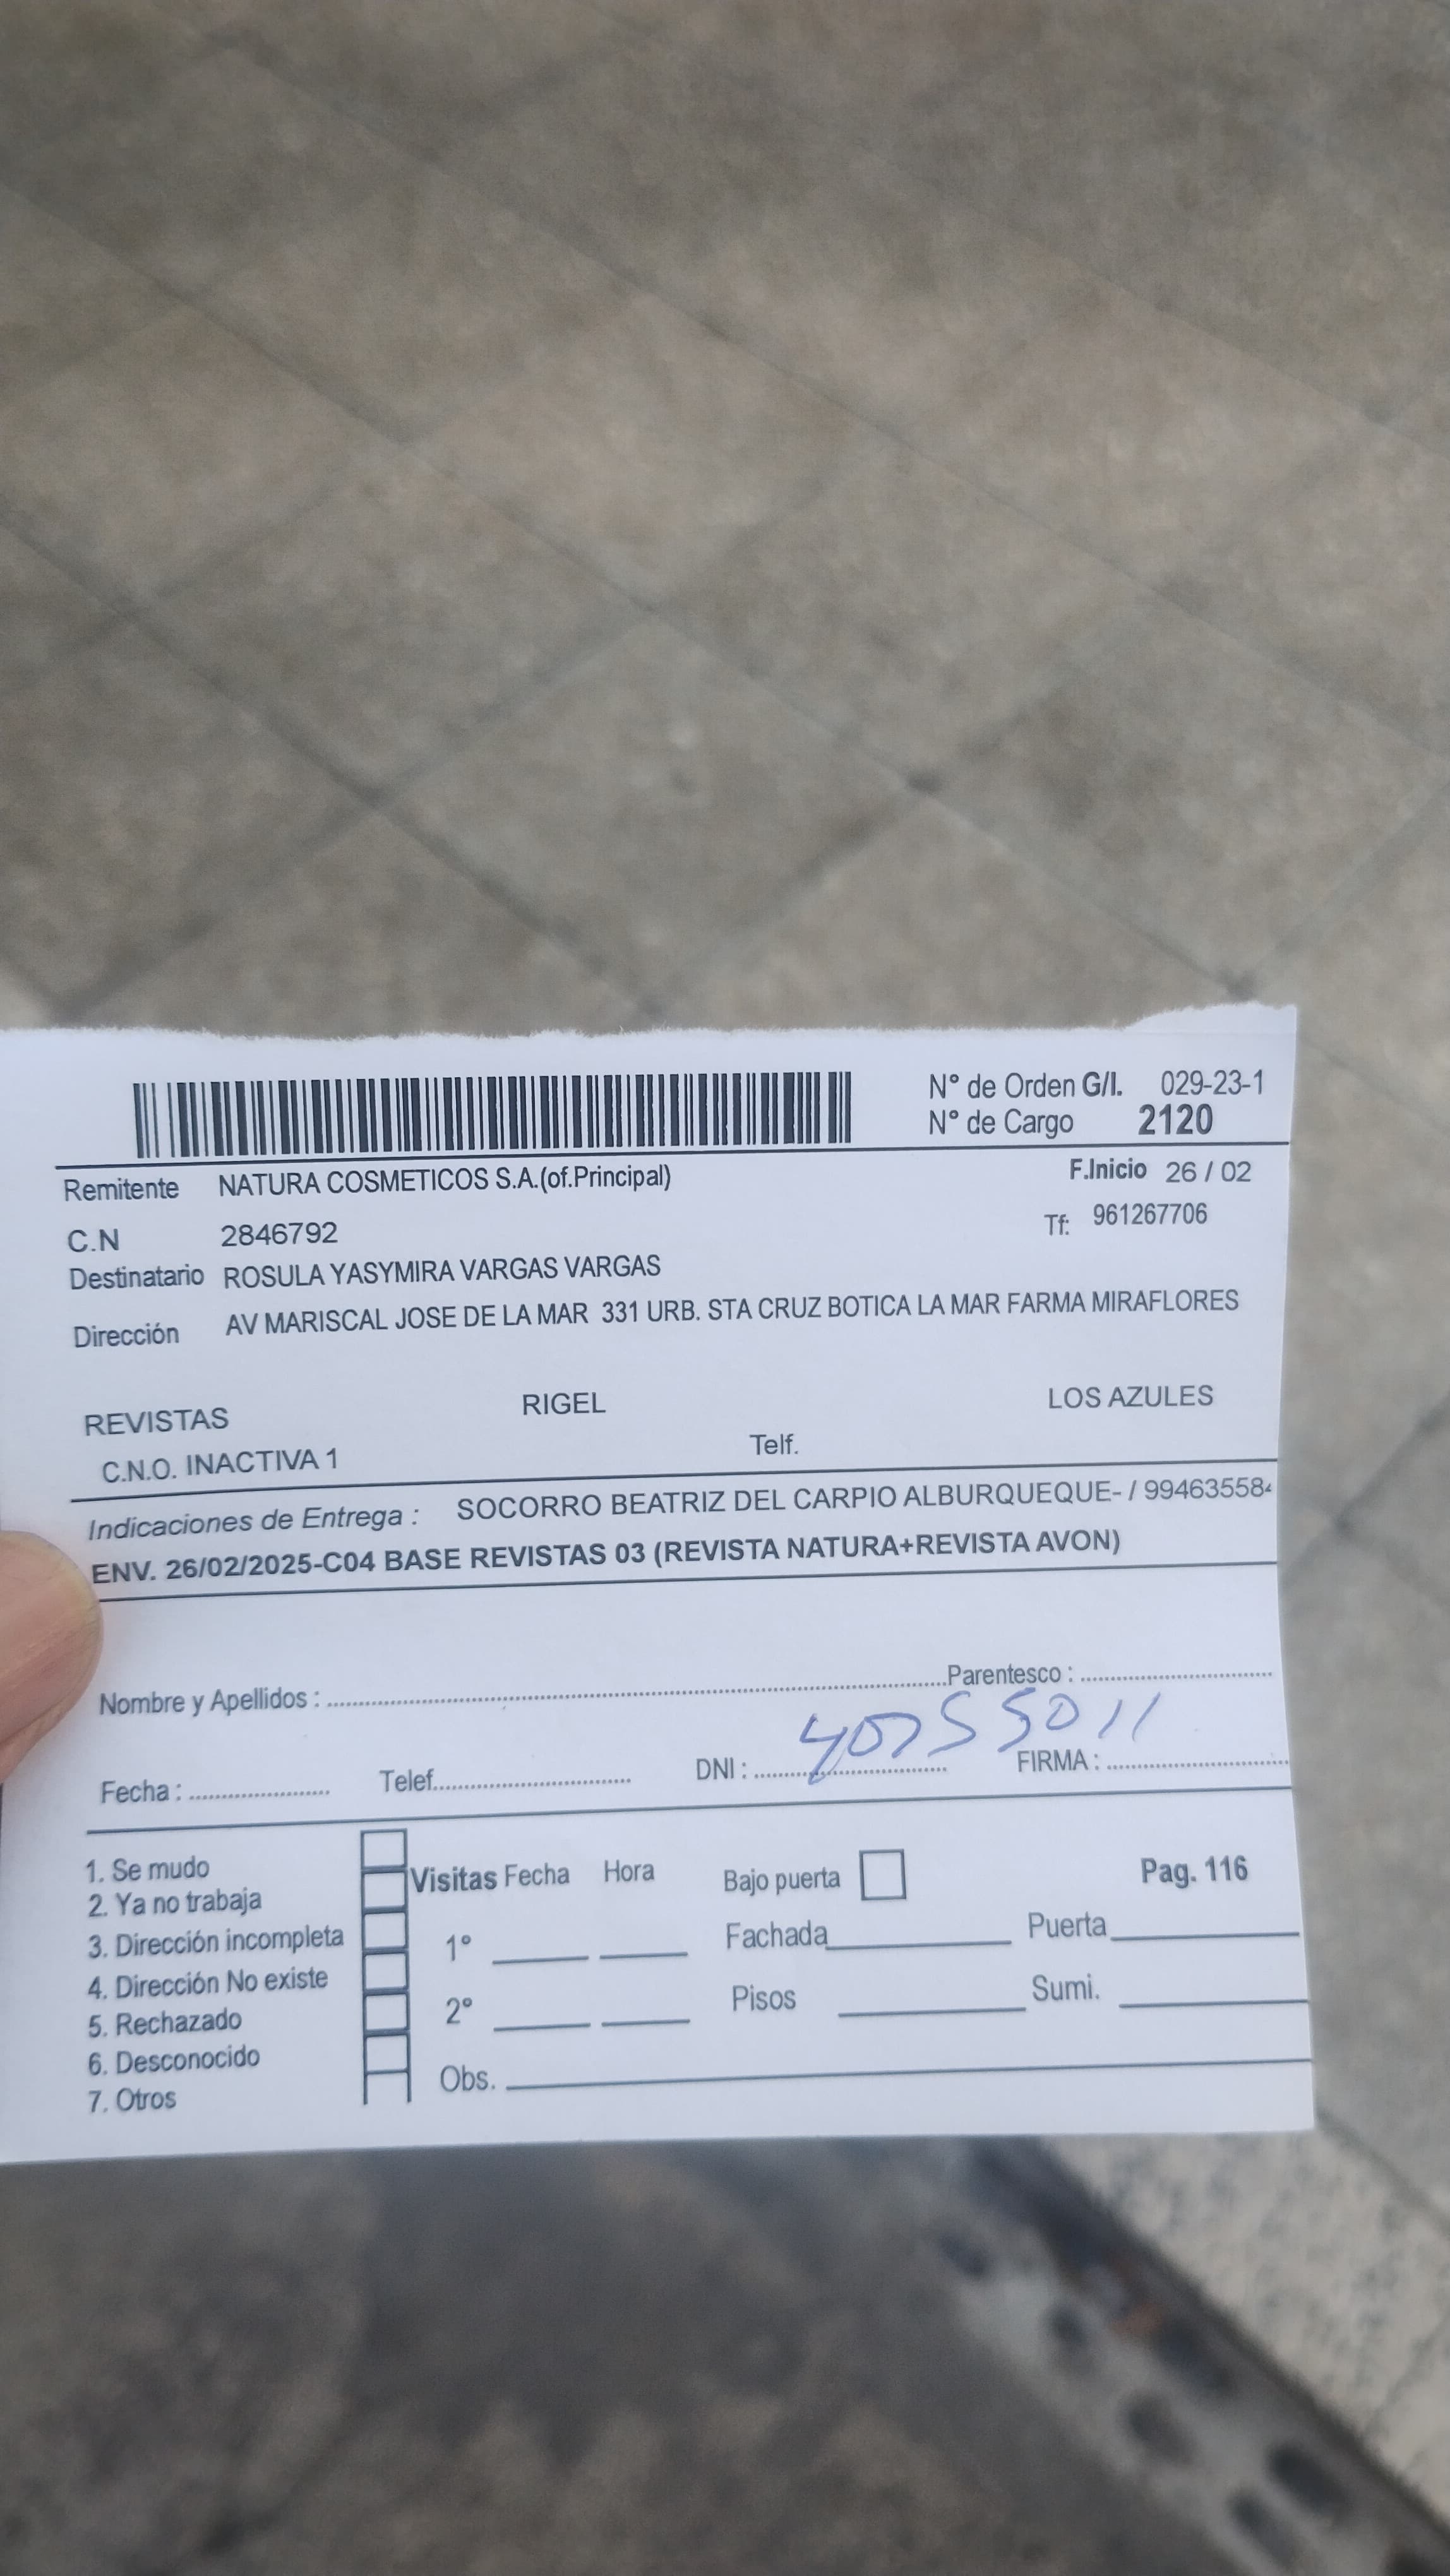 N° de Orden G/I. 029-23-1
N° de Cargo 2120
Remitente NATURA COSMETICOS S.A.(of.Principal) F.Inicio 26 / 02
C.N 2846792 Tf: 961267706
Destinatario ROSULA YASYMIRA VARGAS VARGAS
Dirección AV MARISCAL JOSE DE LA MAR 331 URB. STA CRUZ BOTICA LA MAR FARMA MIRAFLORES
REVISTAS RIGEL LOS AZULES
C.N.O. INACTIVA 1 Telf.
Indicaciones de Entrega : SOCORRO BEATRIZ DEL CARPIO ALBURQUEQUE- / 99463558
ENV. 26/02/2025-C04 BASE REVISTAS 03 (REVISTA NATURA+REVISTA AVON)
Nombre y Apellidos : Parentesco :
Fecha : Telef. DNI : 40755011 FIRMA :
1. Se mudo
2. Ya no trabaja
3. Dirección incompleta
4. Dirección No existe
5. Rechazado
6. Desconocido
7. Otros
Visitas Fecha Hora
1°
2°
Obs.
Bajo puerta Pag. 116
Fachada Puerta
Pisos Sumi.